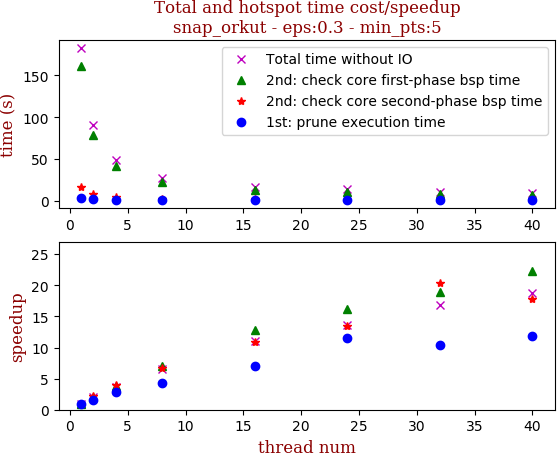 Total and hotspot time cost/speedup
snap_orkut - eps:0.3 - min_pts:5
time (s)
150
100
50
0
Total time without IO
2nd: check core first-phase bsp time
2nd: check core second-phase bsp time
1st: prune execution time
0 5 10 15 20 25 30 35 40
speedup
25
20
15
10
5
0
0 5 10 15 20 25 30 35 40
thread num